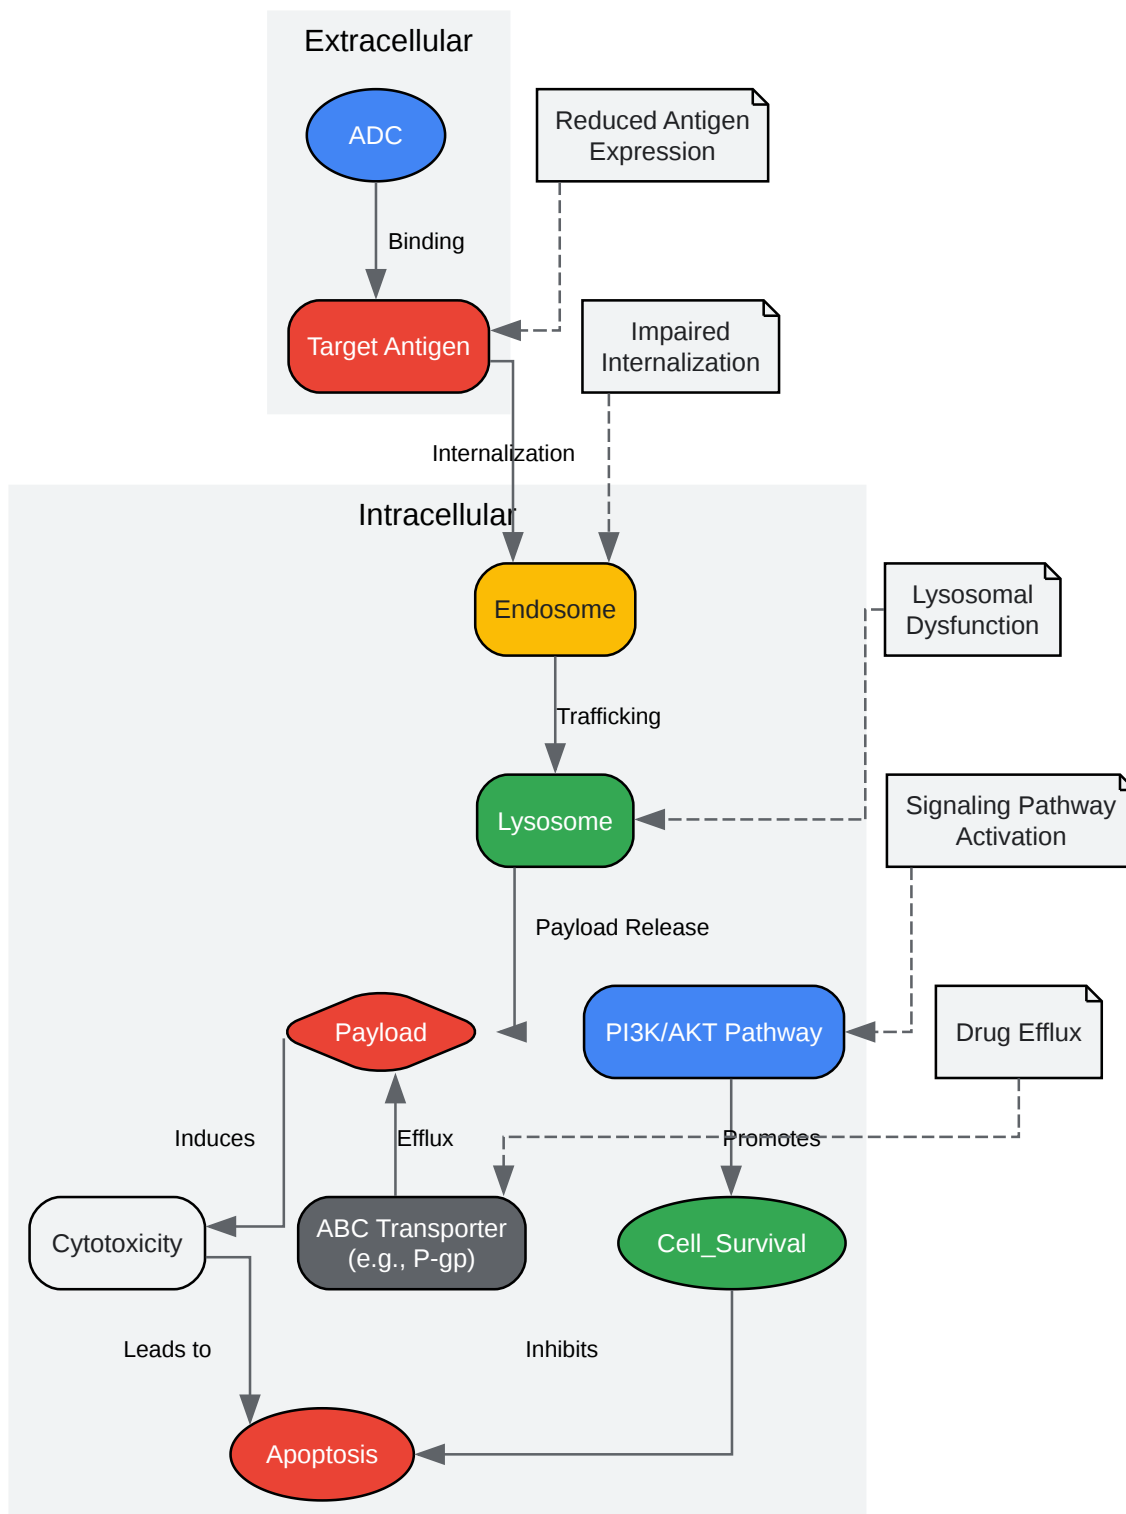 Extracellular
ADC
Reduced Antigen
Expression
Binding
Target Antigen
Impaired
Internalization
Internalization
Intracellular
Endosome
Lysosomal
Dysfunction
Trafficking
Lysosome
Signaling Pathway
Activation
Payload Release
Payload
PI3K/AKT Pathway
Drug Efflux
Induces
Efflux
Promotes
Cytotoxicity
ABC Transporter
(e.g., P-gp)
Cell_Survival
Leads to
Inhibits
Apoptosis